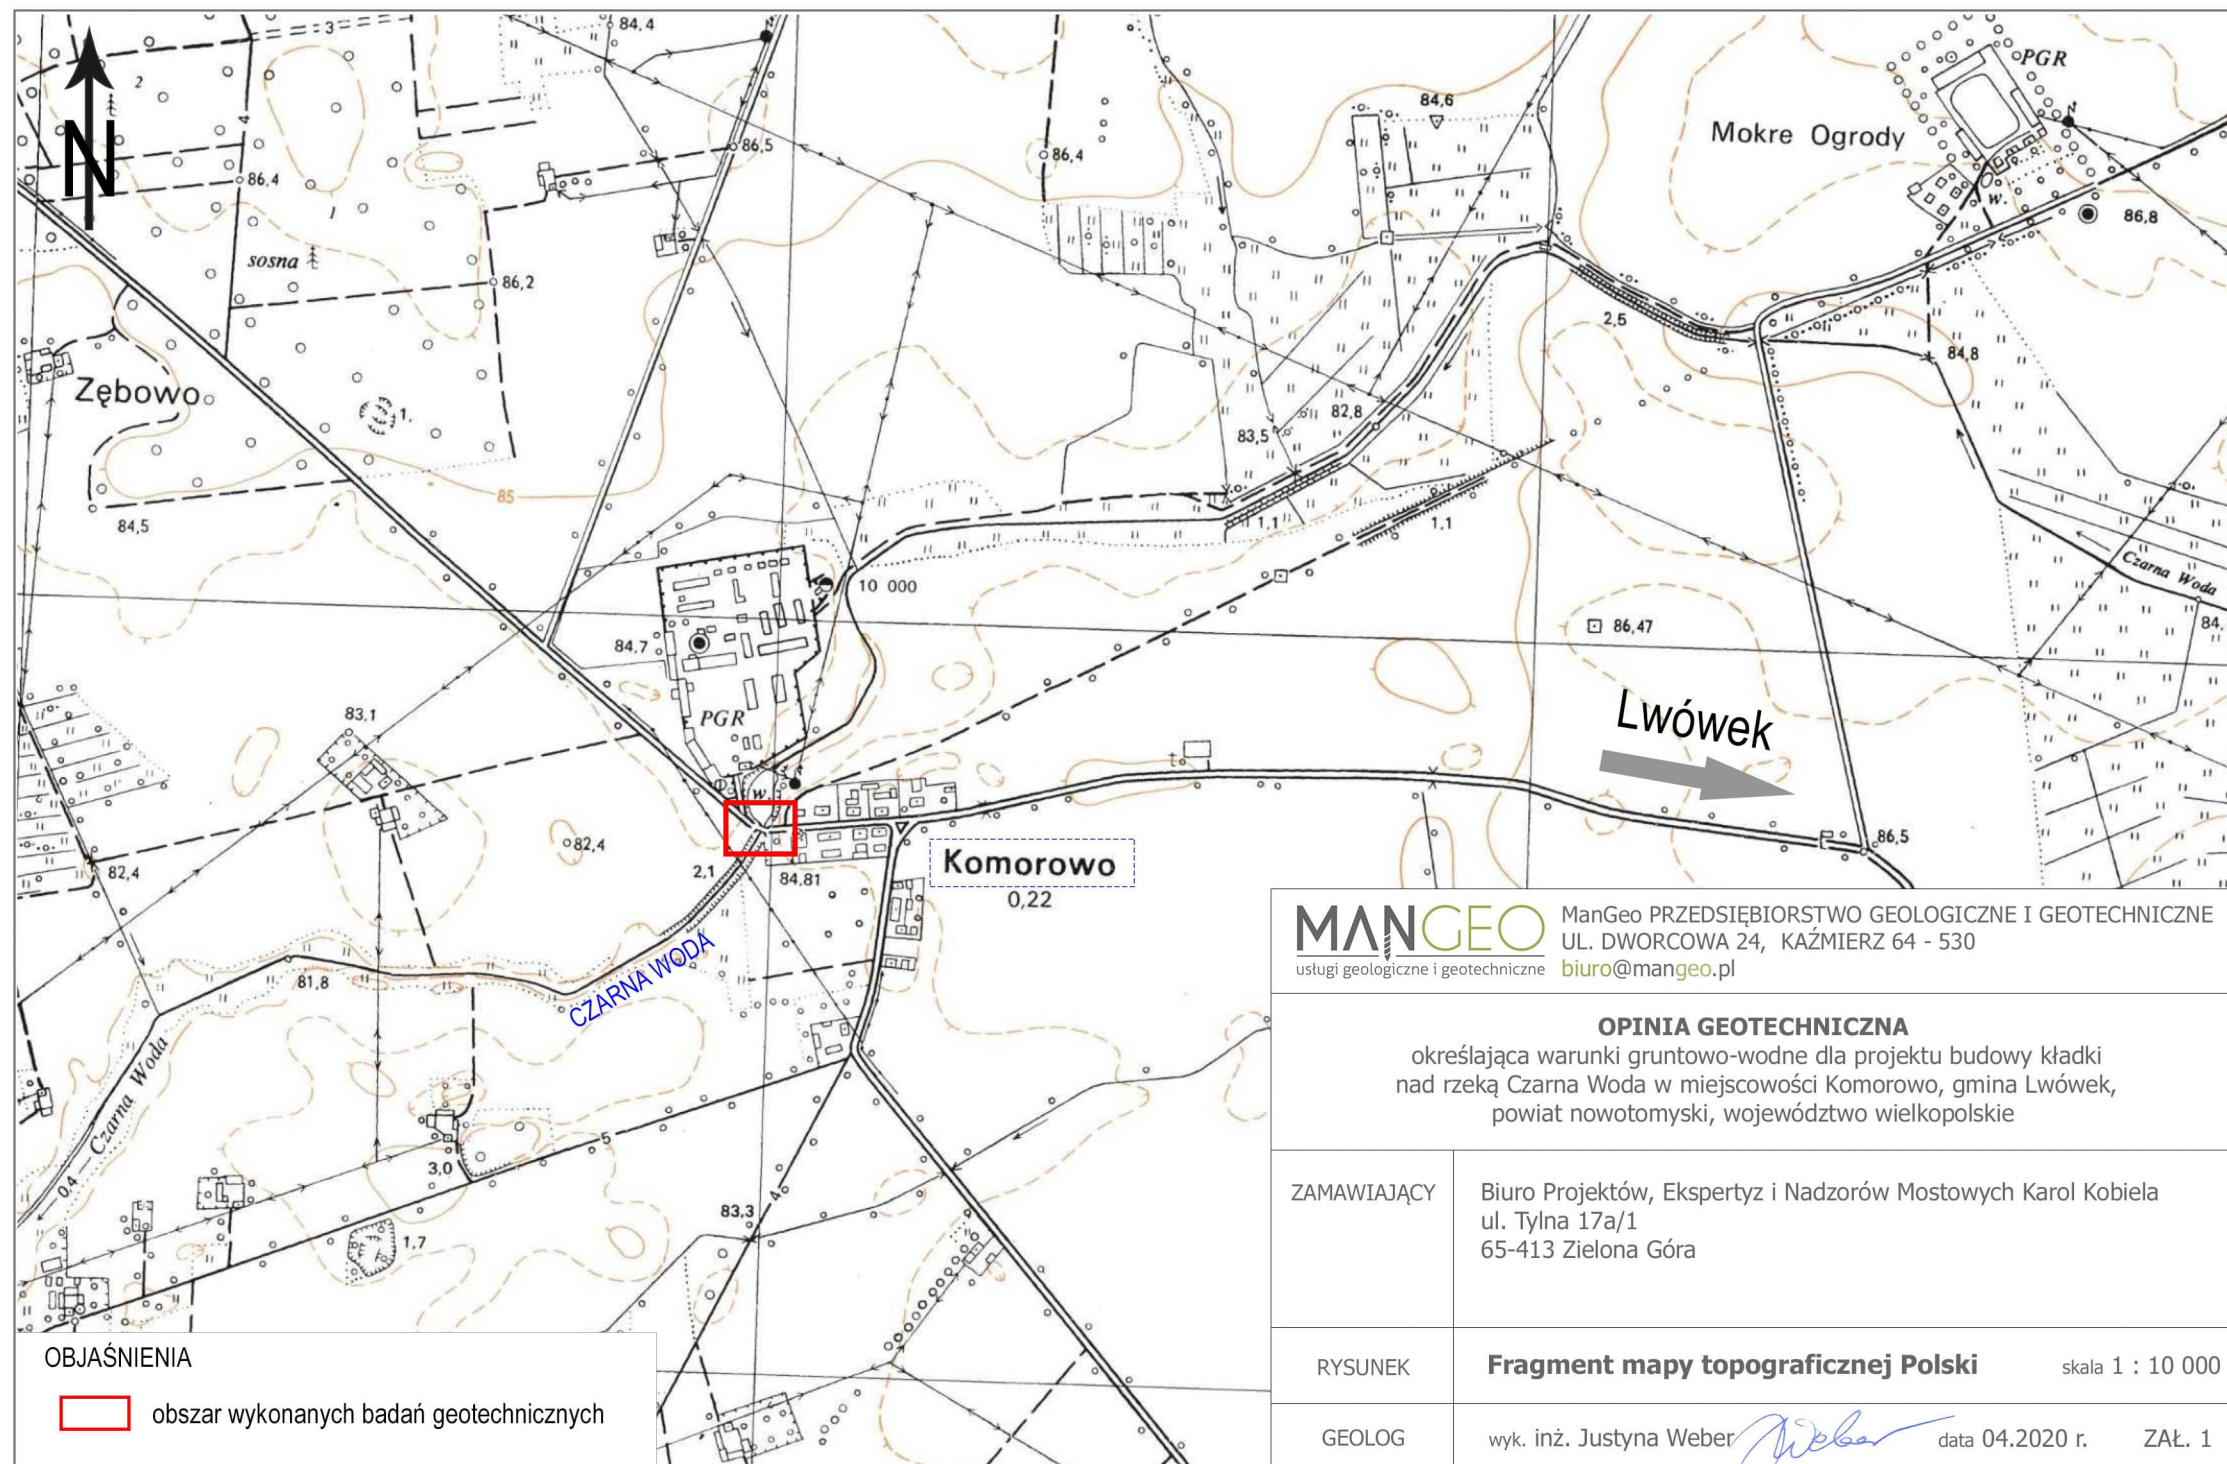 3
84,4
PGR
2
84,6
Mokre Ogrody
4
86,5
86,4
N
86,4
w.
86,8
1
sosna
86,2
2,5
84,8
Zębowo
1.
82,8
83,5
85
84,5
1,1
1,1
Czarna Woda
10 000
86,47
84,
84,7
83,1
PGR
Lwówek
t.
w.
82,4
86,5
82,4
2,1
84,81
Komorowo
0,22
CZARNA WODA
81,8
Czarna Woda
0,4
5
3,0
4
83,3
1,7
MANGEO
usługi geologiczne i geotechniczne
ManGeo PRZEDSIĘBIORSTWO GEOLOGICZNE I GEOTECHNICZNE
UL. DWORCOWA 24, KAŹMIERZ 64 - 530
biuro@mangeo.pl
OPINIA GEOTECHNICZNA
określająca warunki gruntowo-wodne dla projektu budowy kładki
nad rzeką Czarna Woda w miejscowości Komorowo, gmina Lwówek,
powiat nowotomyski, województwo wielkopolskie
ZAMAWIAJĄCY
Biuro Projektów, Ekspertyz i Nadzorów Mostowych Karol Kobiela
ul. Tylna 17a/1
65-413 Zielona Góra
RYSUNEK
Fragment mapy topograficznej Polski
skala 1 : 10 000
GEOLOG
wyk. inż. Justyna Weber
Weber
data 04.2020 r.
ZAŁ. 1
OBJAŚNIENIA
obszar wykonanych badań geotechnicznych